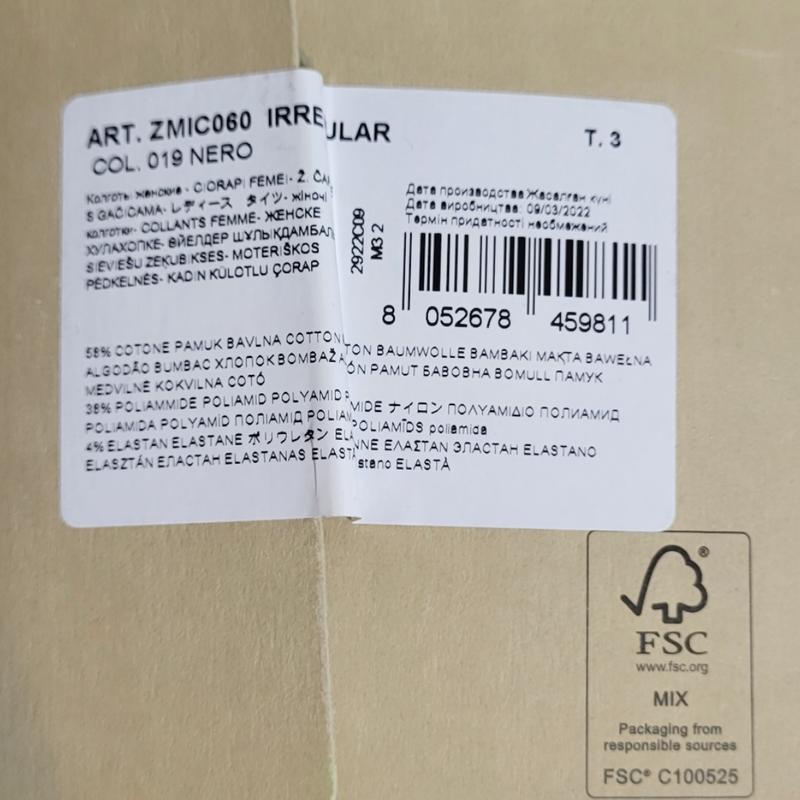 ART. ZMIC060 IRRE ULAR T. 3
COL. 019 NERO
Колготы женские - CIORAPI FEMEI- Ž. ČA
S GAĆICAMA- レディース タイツ- жіночі
колготки- COLLANTS FEMME- ЖЕНСКЕ
ХУЛАХОПКЕ- ӘЙЕЛДЕР ШҰЛЫҚДАМБАЛ
SIEVIEŠU ZEĶUBIKSES- MOTERIŠKOS
PĖDKELNĖS- KADIN KÜLOTLU ÇORAP
2922C09
M3 2
Дата производства Жасалған күні
Дата виробництва: 09/03/2022
Термін придатності необмежений
8 052678 459811
58% COTONE PAMUK BAVLNA COTTON TON BAUMWOLLE ΒΑΜΒΑΚΙ МАҚТА BAWEŁNA
ALGODÃO BUMBAC ХЛОПОК BOMBAŽ ÓN PAMUT БАВОВНА BOMULL ПАМУК
MEDVILNĖ KOKVILNA COTÓ
38% POLIAMMIDE POLIAMID POLYAMID MIDE ナイロン ΠΟΛΥΑΜΙΔΙΟ ПОЛИАМИД
POLIAMIDA POLYAMID ПОЛІАМІД POLIAM POLIAMĪDS poliamida
4% ELASTAN ELASTANE ポリウレタン ELA NNE ΕΛΑΣΤΑΝ ЭЛАСТАН ELASTANO
ELASZTÁN ЕЛАСТАН ELASTANAS ELAST stano ELASTÀ
FSC®
www.fsc.org
MIX
Packaging from
responsible sources
FSC® C100525